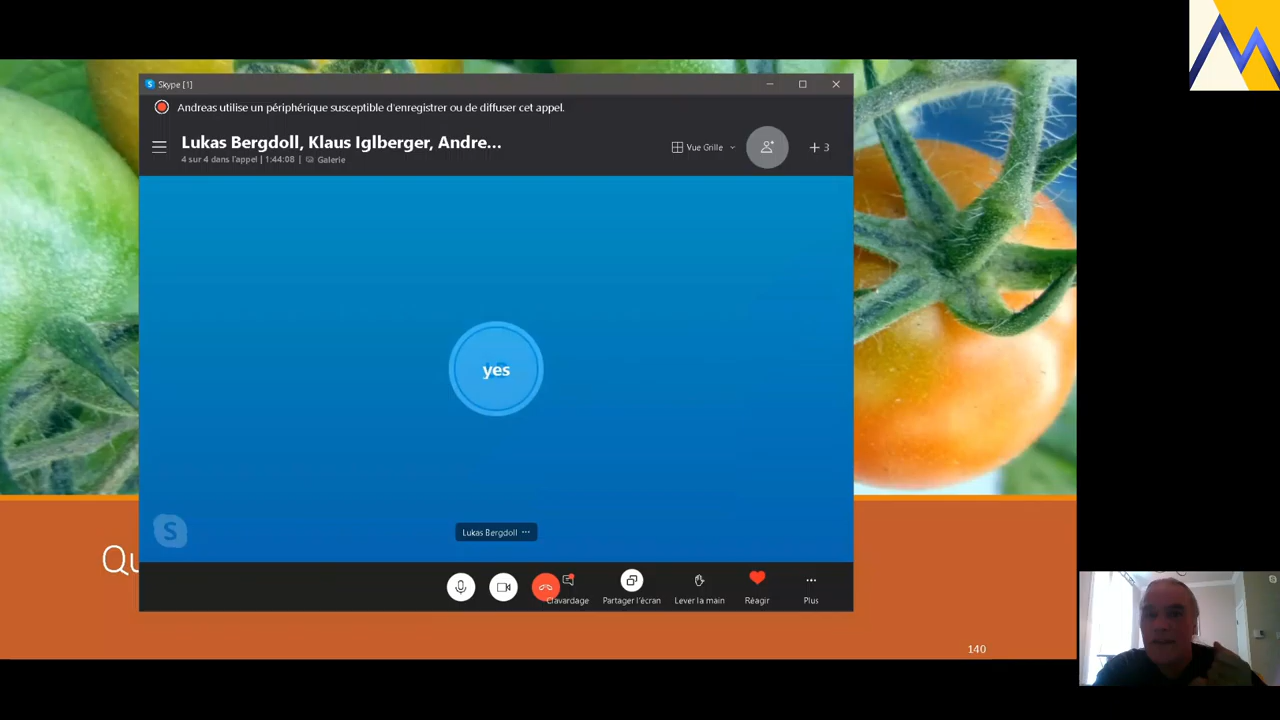 Skype [1]
Andreas utilise un périphérique susceptible d'enregistrer ou de diffuser cet appel.
Lukas Bergdoll, Klaus Iglberger, Andre...
4 sur 4 dans l'appel | 1:44:08 | Galerie
Vue Grille
+ 3
yes
Lukas Bergdoll ...
Clavardage
Partager l'écran
Lever la main
Réagir
Plus
Qu
140